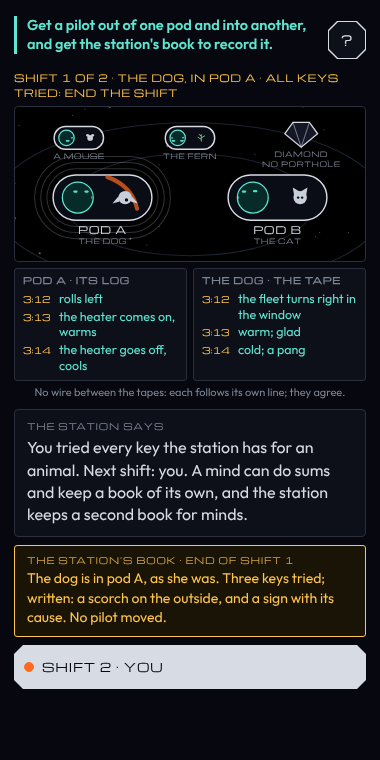 Get a pilot out of one pod and into another,
and get the station's book to record it.
?
SHIFT 1 OF 2 · THE DOG, IN POD A · ALL KEYS
TRIED: END THE SHIFT
A MOUSE
THE FERN
DIAMOND
NO PORTHOLE
POD A
THE DOG
POD B
THE CAT
POD A · ITS LOG
3:12 rolls left
3:13 the heater comes on,
warms
3:14 the heater goes off,
cools
THE DOG · THE TAPE
3:12 the fleet turns right in
the window
3:13 warm; glad
3:14 cold; a pang
No wire between the tapes: each follows its own line; they agree.
THE STATION SAYS
You tried every key the station has for an
animal. Next shift: you. A mind can do sums
and keep a book of its own, and the station
keeps a second book for minds.
THE STATION'S BOOK · END OF SHIFT 1
The dog is in pod A, as she was. Three keys tried;
written: a scorch on the outside, and a sign with its
cause. No pilot moved.
SHIFT 2 · YOU